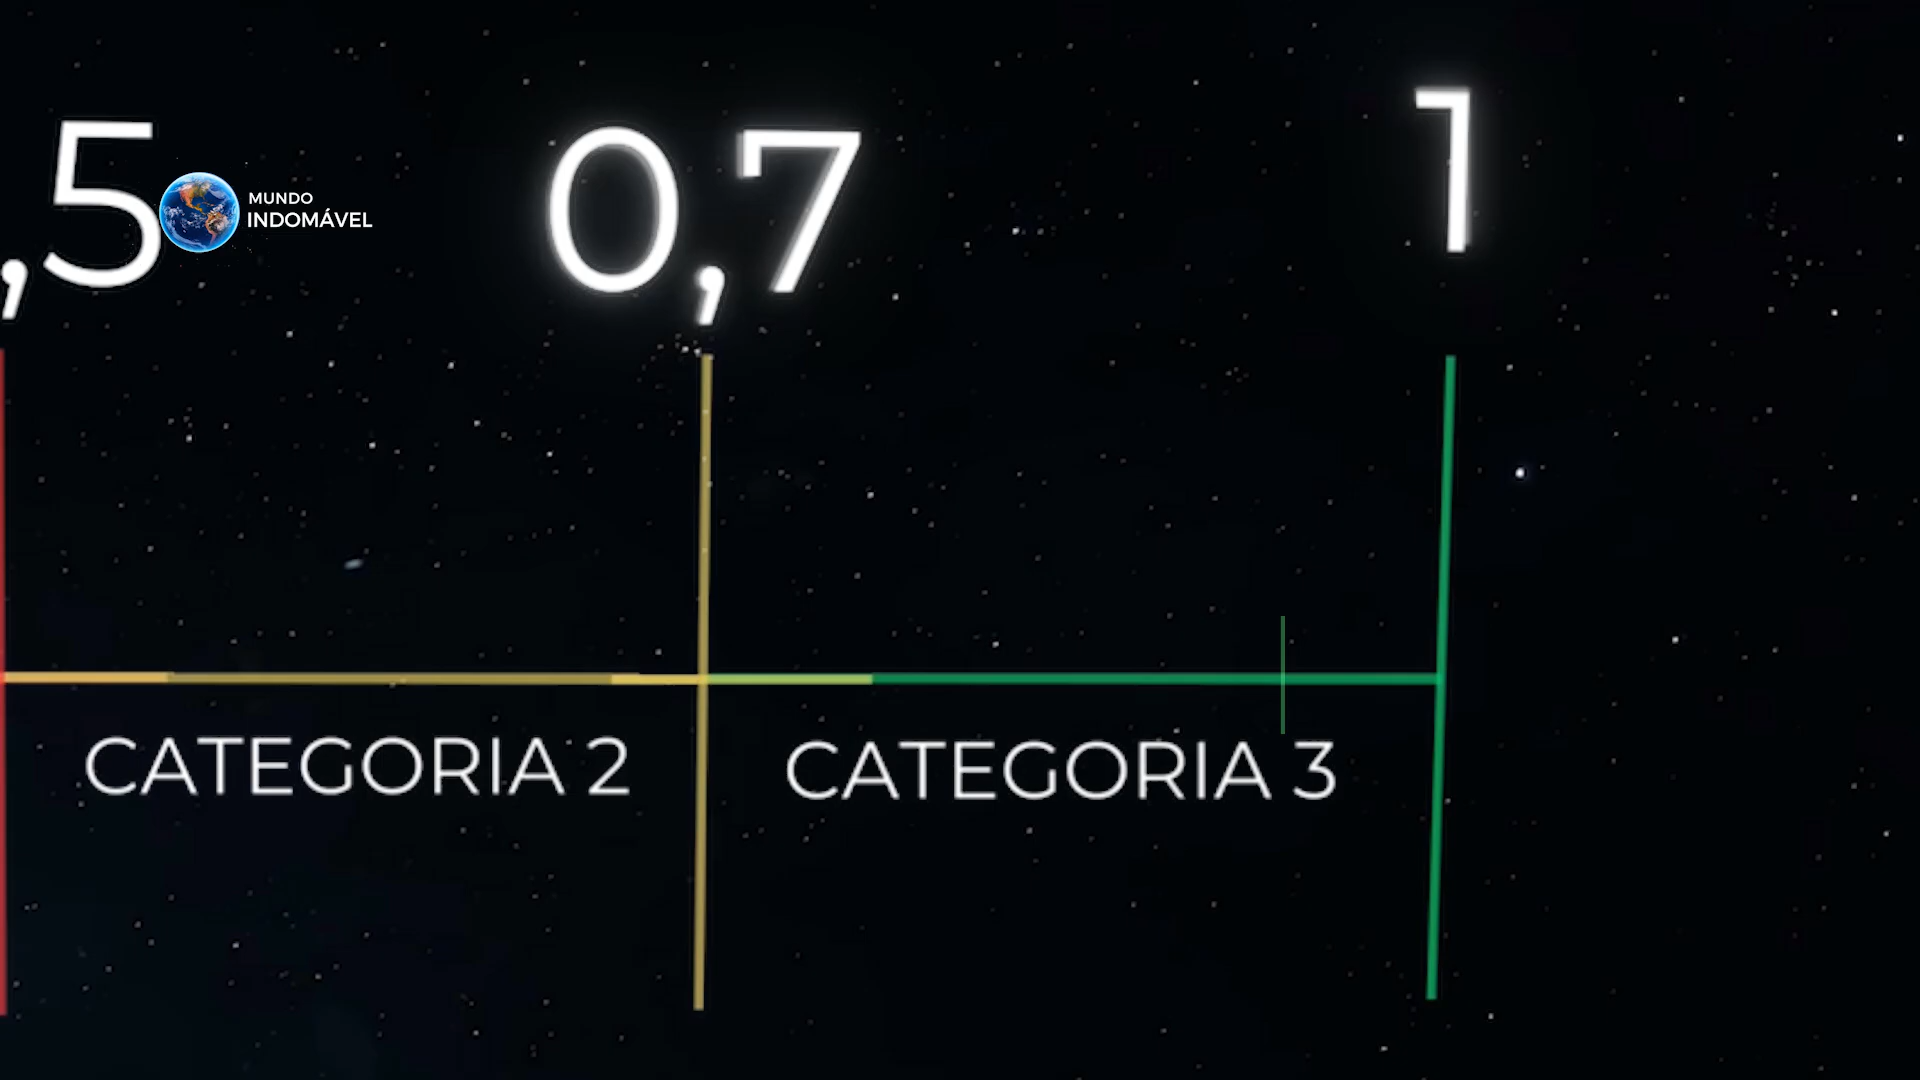 ,5
MUNDO
INDOMÁVEL
0,7
1
CATEGORIA 2
CATEGORIA 3